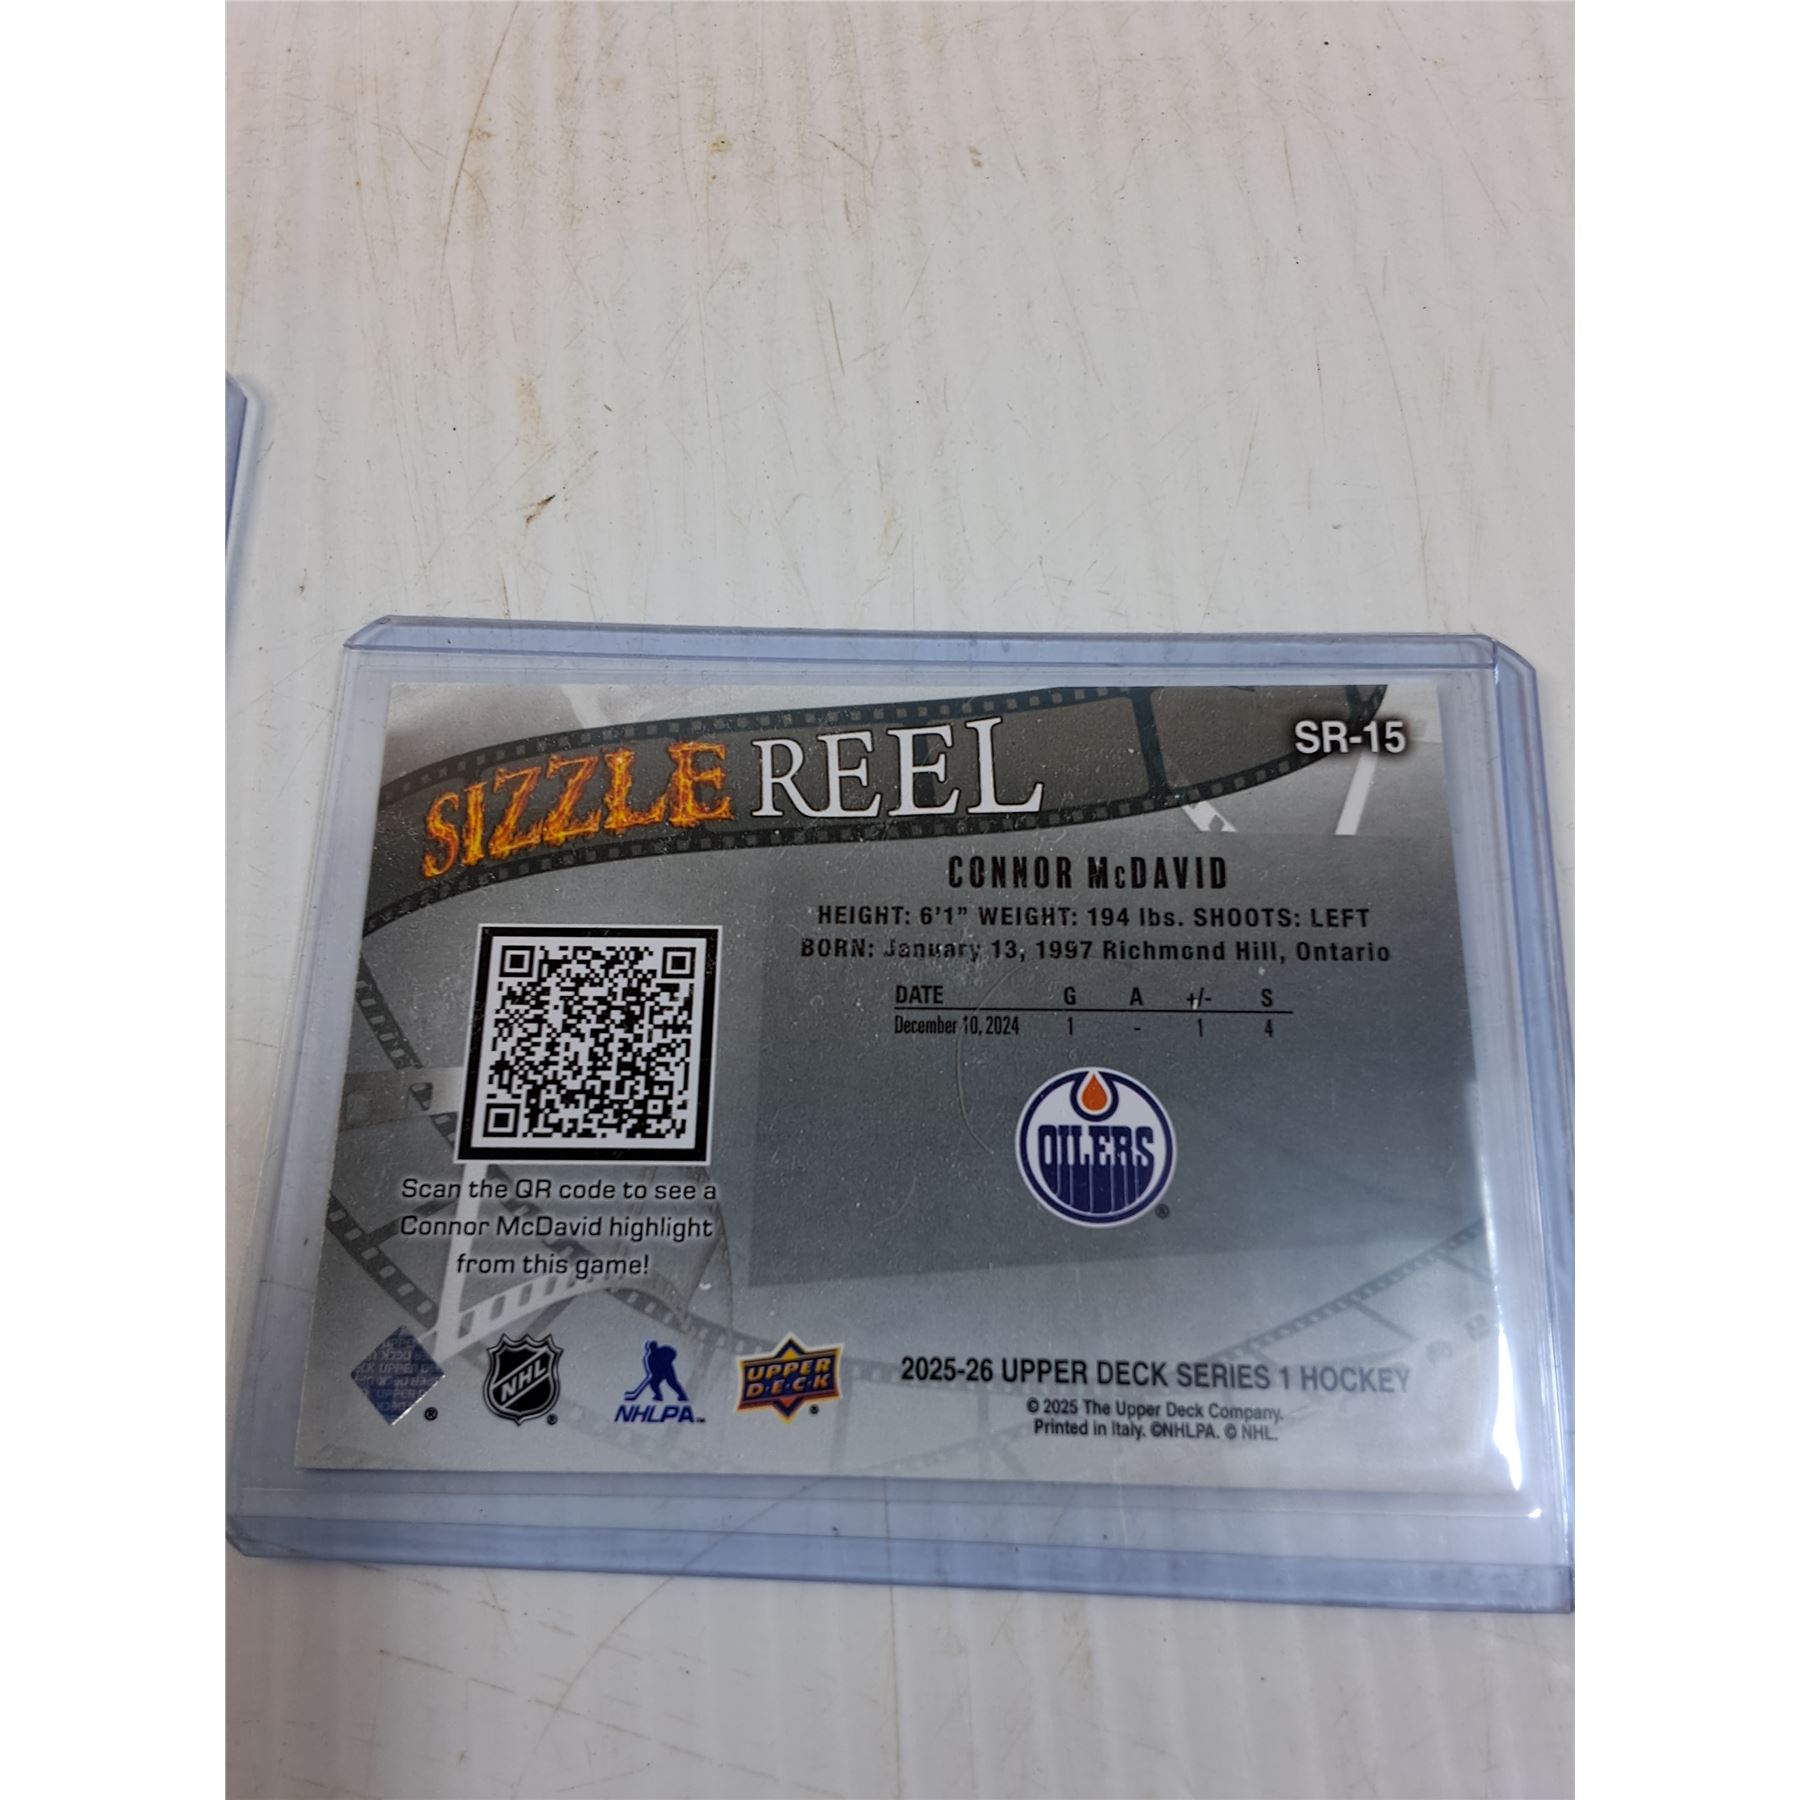 SIZZLE REEL
SR-15
CONNOR McDAVID
HEIGHT: 6'1" WEIGHT: 194 lbs. SHOOTS: LEFT
BORN: January 13, 1997 Richmond Hill, Ontario
DATE G A +/- S
December 10, 2024 1 - 1 4
OILERS ®
Scan the QR code to see a
Connor McDavid highlight
from this game!
® NHL ® NHLPA™ UPPER DECK ®
2025-26 UPPER DECK SERIES 1 HOCKEY
© 2025 The Upper Deck Company.
Printed in Italy. ©NHLPA. © NHL.